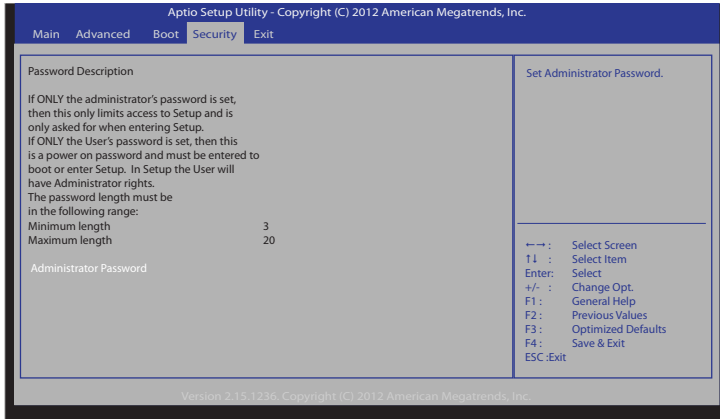 Aptio Setup Utility - Copyright (C) 2012 American Megatrends, Inc.
Main Advanced Boot Security Exit
Password Description
If ONLY the administrator's password is set,
then this only limits access to Setup and is
only asked for when entering Setup.
If ONLY the User's password is set, then this
is a power on password and must be entered to
boot or enter Setup. In Setup the User will
have Administrator rights.
The password length must be
in the following range:
Minimum length 3
Maximum length 20
Administrator Password
Set Administrator Password.
←→ : Select Screen
↑↓ : Select Item
Enter: Select
+/- : Change Opt.
F1 : General Help
F2 : Previous Values
F3 : Optimized Defaults
F4 : Save & Exit
ESC :Exit
Version 2.15.1236. Copyright (C) 2012 American Megatrends, Inc.